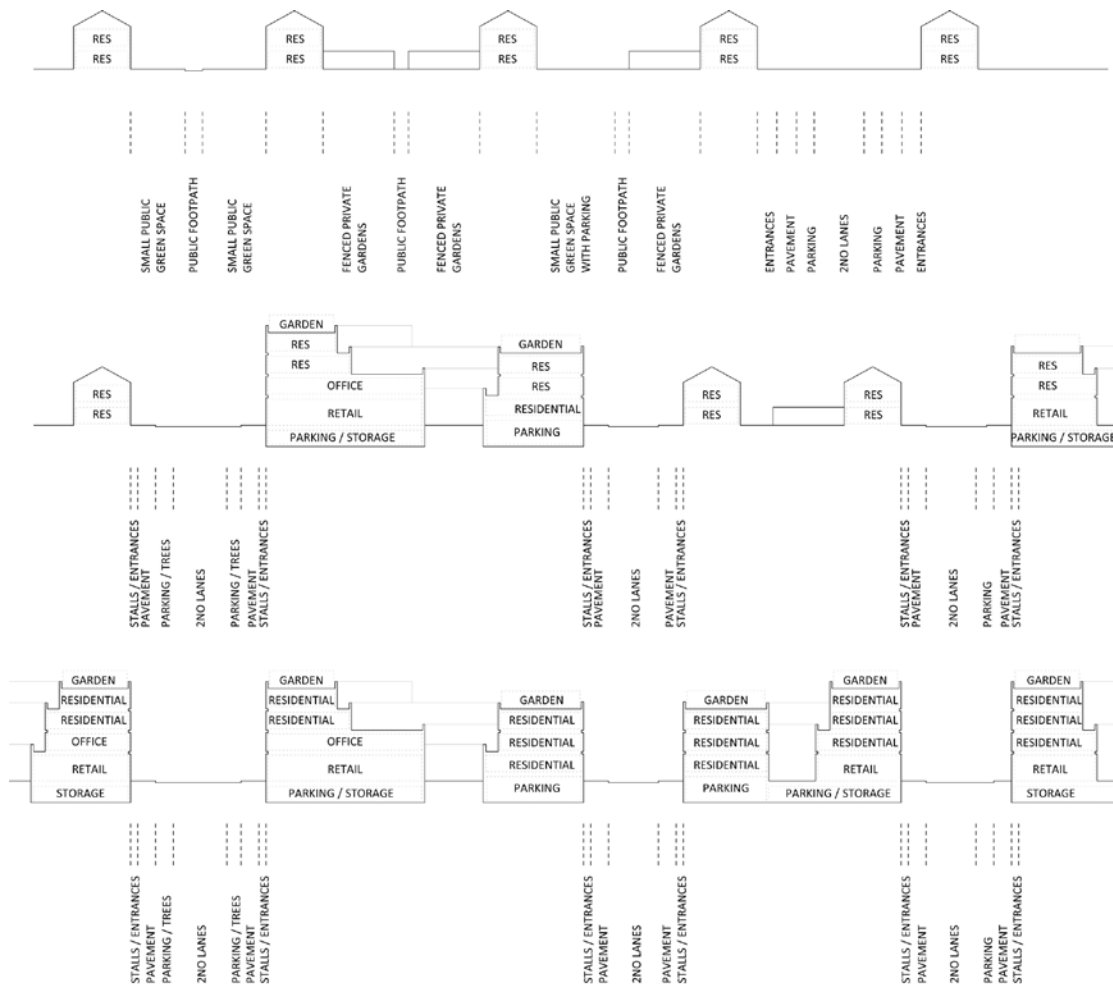 RES
RES
RES
RES
RES
RES
RES
RES
RES
RES
SMALL PUBLIC
GREEN SPACE
PUBLIC FOOTPATH
SMALL PUBLIC
GREEN SPACE
FENCED PRIVATE
GARDENS
PUBLIC FOOTPATH
FENCED PRIVATE
GARDENS
SMALL PUBLIC
GREEN SPACE
WITH PARKING
PUBLIC FOOTPATH
FENCED PRIVATE
GARDENS
ENTRANCES
PAVEMENT
PARKING
2NO LANES
PARKING
PAVEMENT
ENTRANCES
RES
RES
GARDEN
RES
RES
OFFICE
RETAIL
PARKING / STORAGE
GARDEN
RES
RES
RESIDENTIAL
PARKING
RES
RES
RES
RES
RES
RES
RETAIL
PARKING / STORAGE
STALLS / ENTRANCES
PAVEMENT
PARKING / TREES
2NO LANES
PARKING / TREES
PAVEMENT
STALLS / ENTRANCES
STALLS / ENTRANCES
PAVEMENT
2NO LANES
PAVEMENT
STALLS / ENTRANCES
STALLS / ENTRANCES
PAVEMENT
2NO LANES
PARKING
PAVEMENT
STALLS / ENTRANCES
GARDEN
RESIDENTIAL
RESIDENTIAL
OFFICE
RETAIL
STORAGE
GARDEN
RESIDENTIAL
RESIDENTIAL
OFFICE
RETAIL
PARKING / STORAGE
GARDEN
RESIDENTIAL
RESIDENTIAL
RESIDENTIAL
PARKING
GARDEN
RESIDENTIAL
RESIDENTIAL
RESIDENTIAL
PARKING
GARDEN
RESIDENTIAL
RESIDENTIAL
RESIDENTIAL
RETAIL
PARKING / STORAGE
GARDEN
RESIDENTIAL
RESIDENTIAL
RESIDENTIAL
RETAIL
STORAGE
STALLS / ENTRANCES
PAVEMENT
PARKING / TREES
2NO LANES
PARKING / TREES
PAVEMENT
STALLS / ENTRANCES
STALLS / ENTRANCES
PAVEMENT
2NO LANES
PAVEMENT
STALLS / ENTRANCES
STALLS / ENTRANCES
PAVEMENT
2NO LANES
PARKING
PAVEMENT
STALLS / ENTRANCES